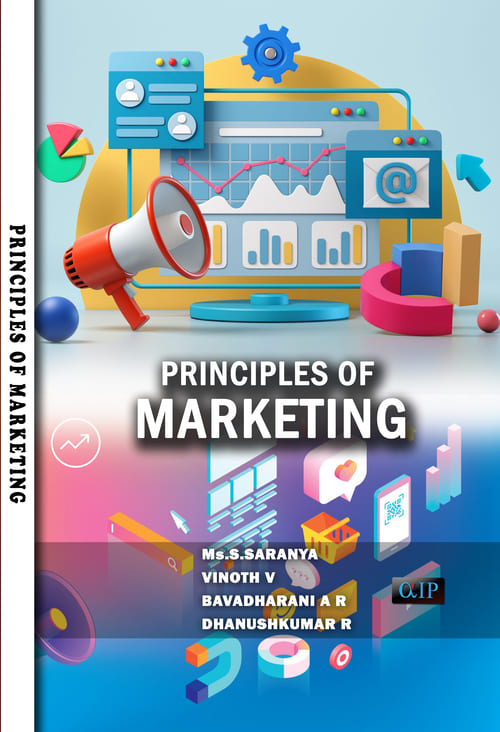 PRINCIPLES OF MARKETING
@
PRINCIPLES OF
MARKETING
Ms.S.SARANYA
VINOTH V
BAVADHARANI A R
DHANUSHKUMAR R
αIP